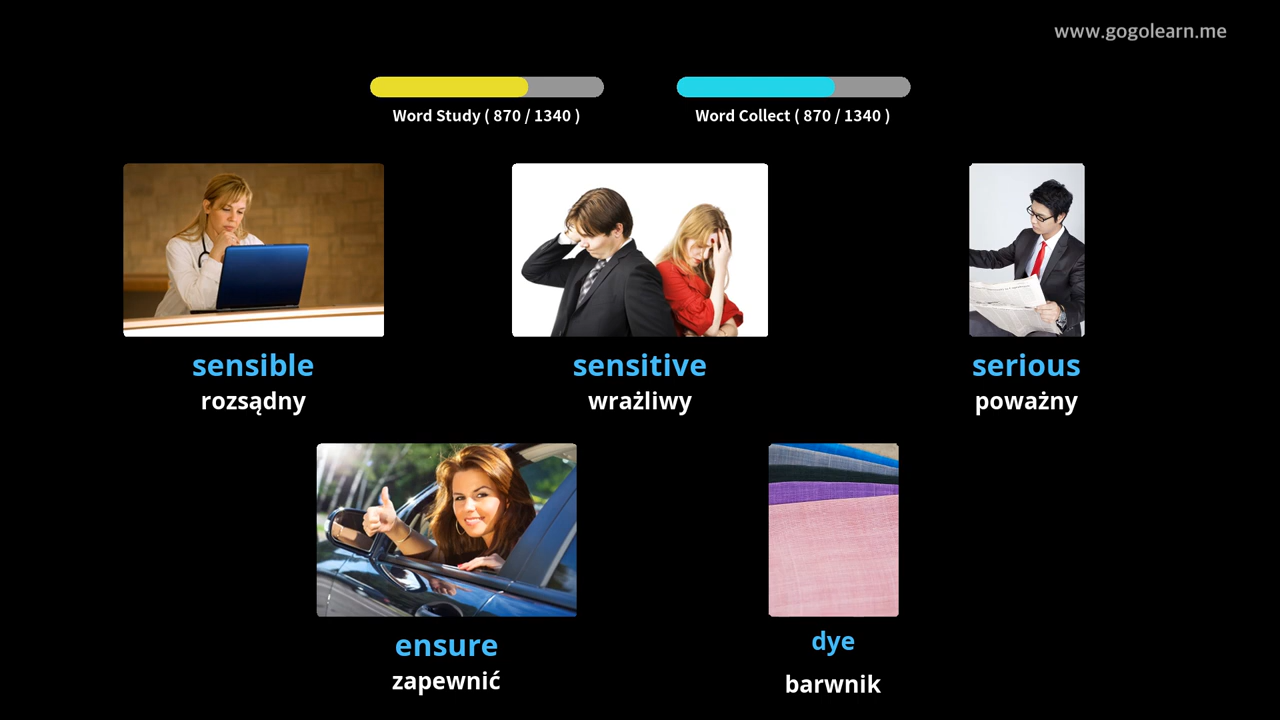 www.gogolearn.me
Word Study ( 870 / 1340 )
Word Collect ( 870 / 1340 )
sensible
rozsądny
sensitive
wrażliwy
serious
poważny
ensure
zapewnić
dye
barwnik